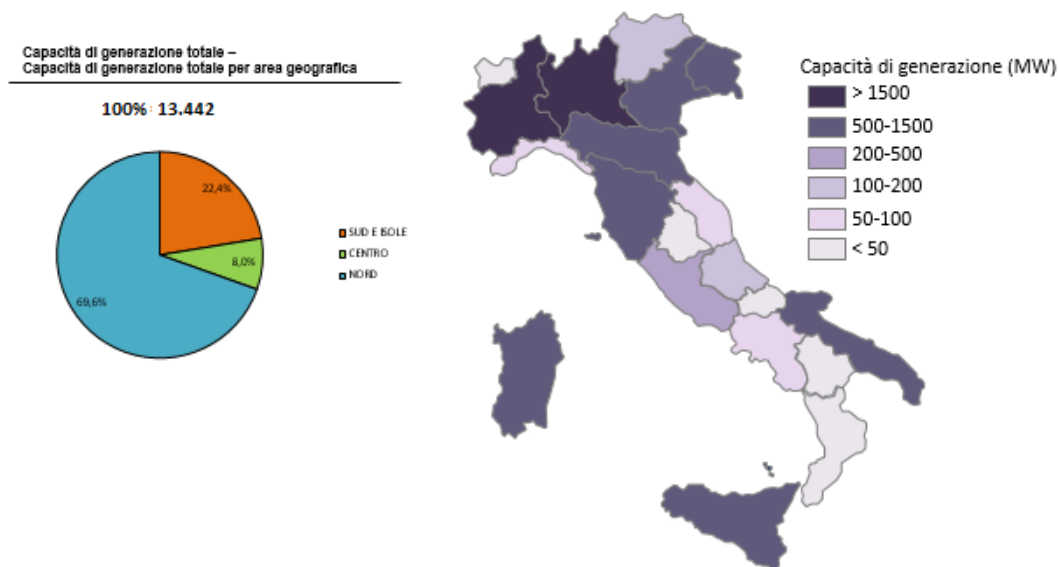 Capacità di generazione totale –
Capacità di generazione totale per area geografica
100% : 13.442
22,4%
8,0%
69,6%
SUD E ISOLE
CENTRO
NORD
Capacità di generazione (MW)
> 1500
500-1500
200-500
100-200
50-100
< 50